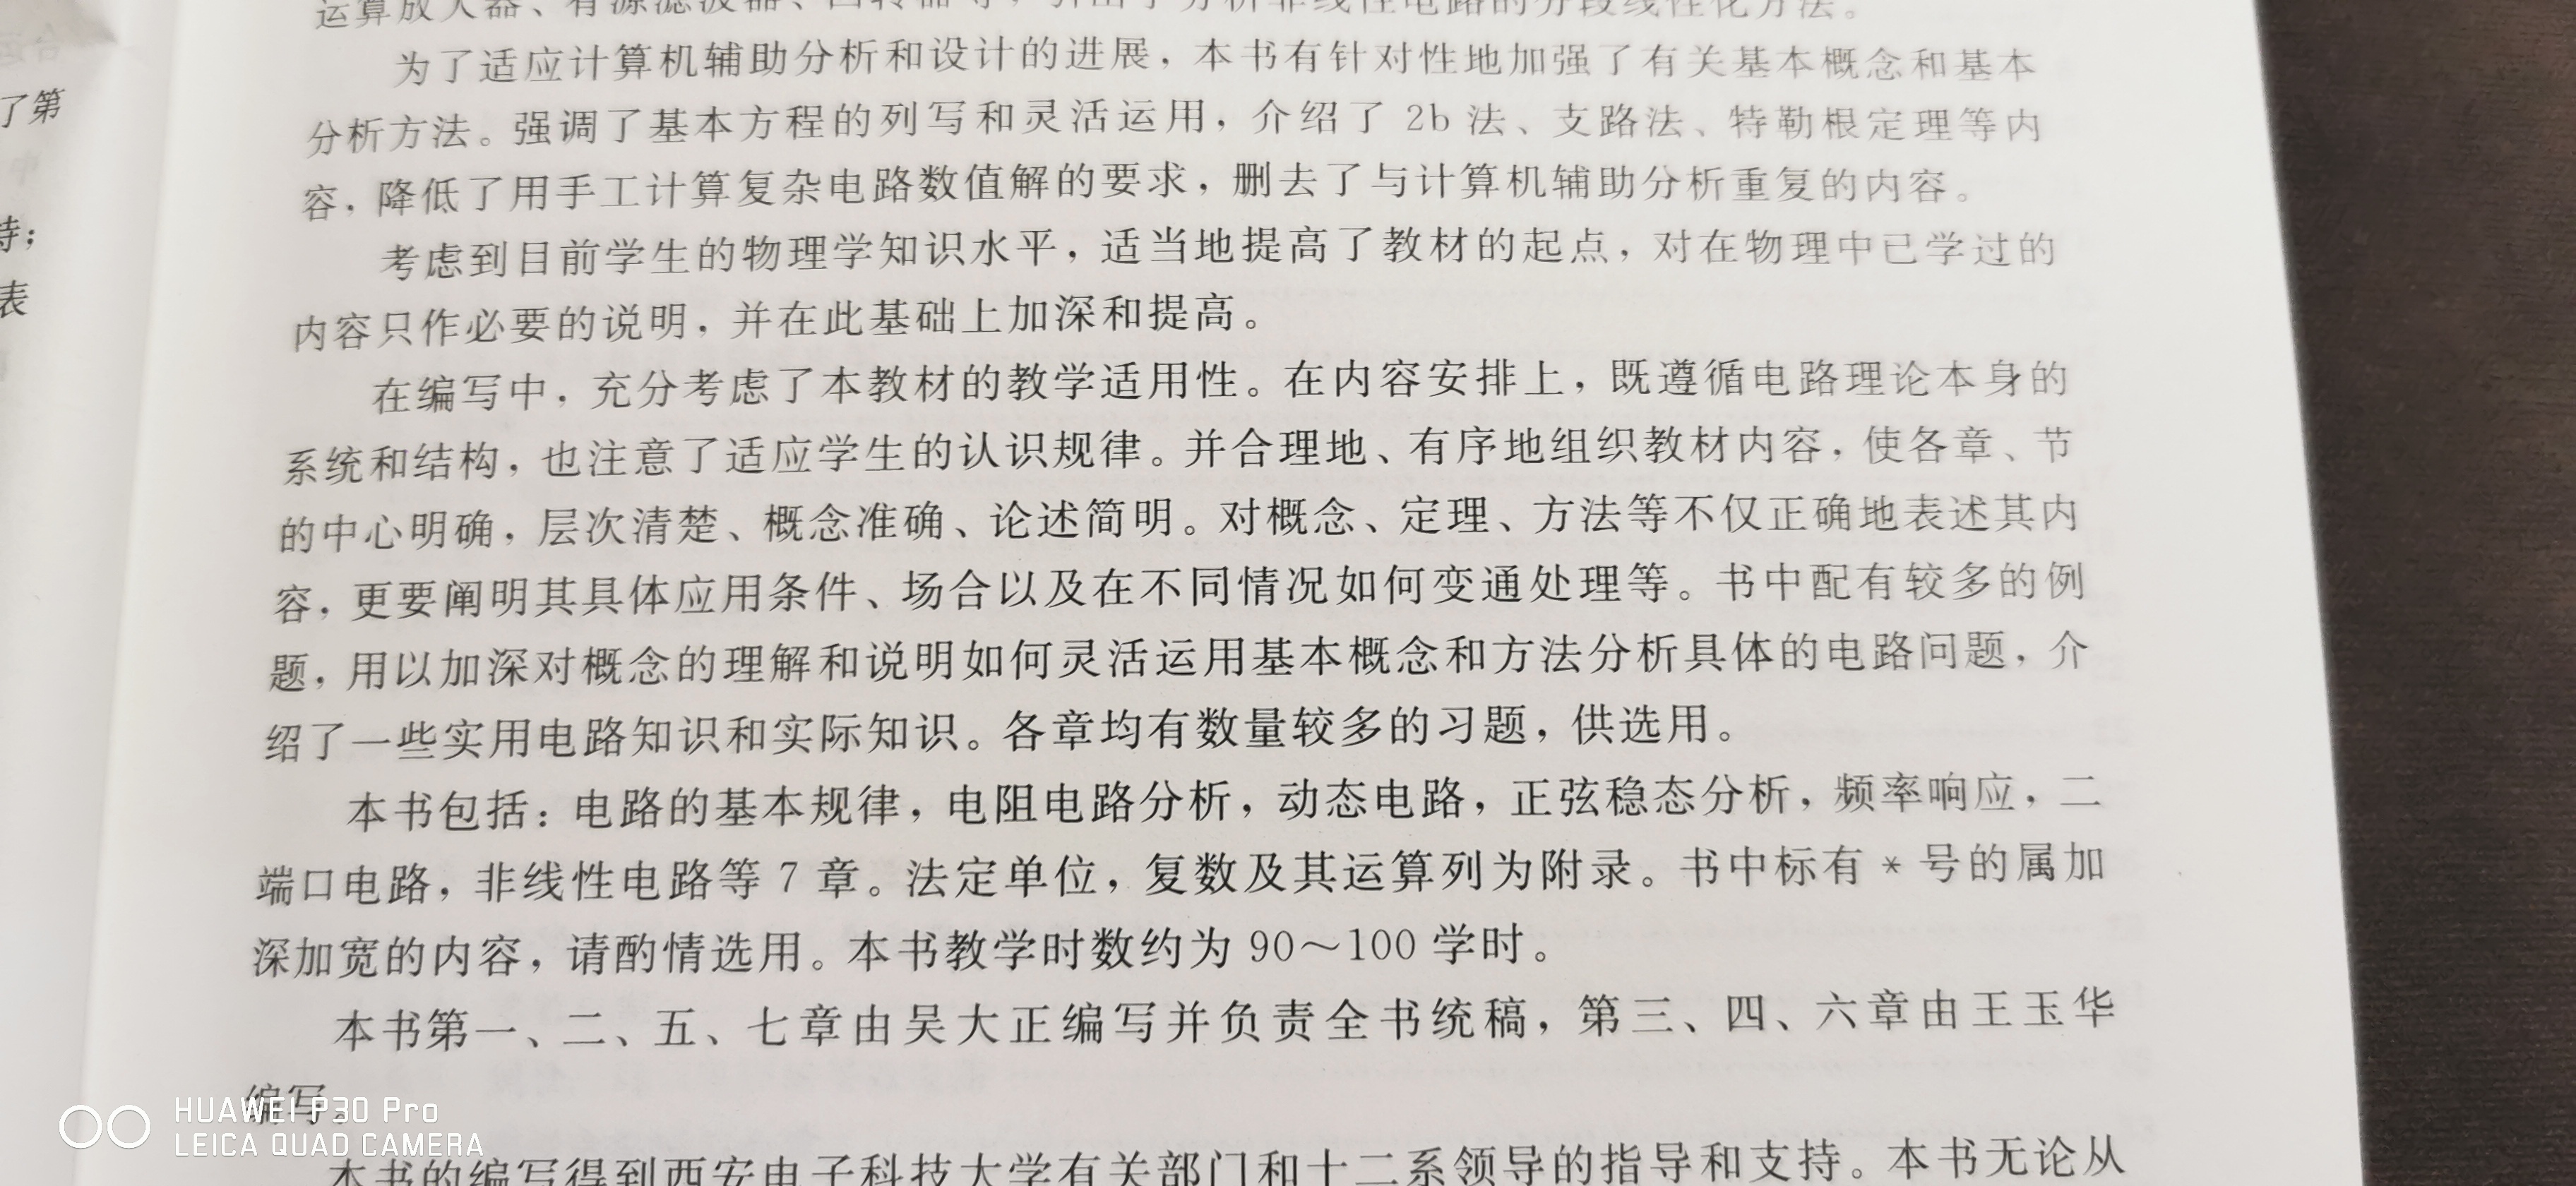 运算放大器、有源滤波器、回转器等，引出了分析非线性电路的分段线性化方法。
为了适应计算机辅助分析和设计的进展，本书有针对性地加强了有关基本概念和基本
分析方法。强调了基本方程的列写和灵活运用，介绍了 2b 法、支路法、特勒根定理等内
容，降低了用手工计算复杂电路数值解的要求，删去了与计算机辅助分析重复的内容。
考虑到目前学生的物理学知识水平，适当地提高了教材的起点，对在物理中已学过的
内容只作必要的说明，并在此基础上加深和提高。
在编写中，充分考虑了本教材的教学适用性。在内容安排上，既遵循电路理论本身的
系统和结构，也注意了适应学生的认识规律。并合理地、有序地组织教材内容，使各章、节
的中心明确，层次清楚、概念准确、论述简明。对概念、定理、方法等不仅正确地表述其内
容，更要阐明其具体应用条件、场合以及在不同情况如何变通处理等。书中配有较多的例
题，用以加深对概念的理解和说明如何灵活运用基本概念和方法分析具体的电路问题，介
绍了一些实用电路知识和实际知识。各章均有数量较多的习题，供选用。
本书包括：电路的基本规律，电阻电路分析，动态电路，正弦稳态分析，频率响应，二
端口电路，非线性电路等 7 章。法定单位，复数及其运算列为附录。书中标有 * 号的属加
深加宽的内容，请酌情选用。本书教学时数约为 90～100 学时。
本书第一、二、五、七章由吴大正编写并负责全书统稿，第三、四、六章由王玉华
编写。
本书的编写得到西安电子科技大学有关部门和十二系领导的指导和支持。本书无论从
了第
持；
表
HUAWEI P30 Pro
LEICA QUAD CAMERA